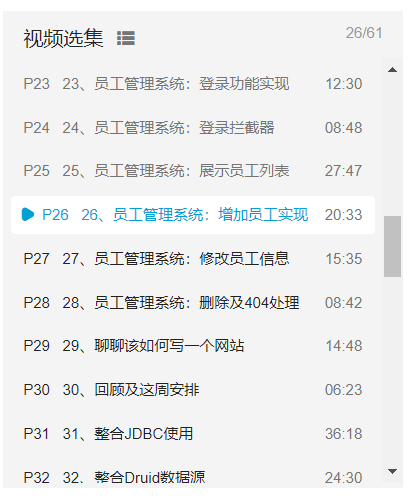 视频选集 26/61
P23 23、员工管理系统：登录功能实现 12:30
P24 24、员工管理系统：登录拦截器 08:48
P25 25、员工管理系统：展示员工列表 27:47
P26 26、员工管理系统：增加员工实现 20:33
P27 27、员工管理系统：修改员工信息 15:35
P28 28、员工管理系统：删除及404处理 08:42
P29 29、聊聊该如何写一个网站 14:48
P30 30、回顾及这周安排 06:23
P31 31、整合JDBC使用 36:18
P32 32、整合Druid数据源 24:30